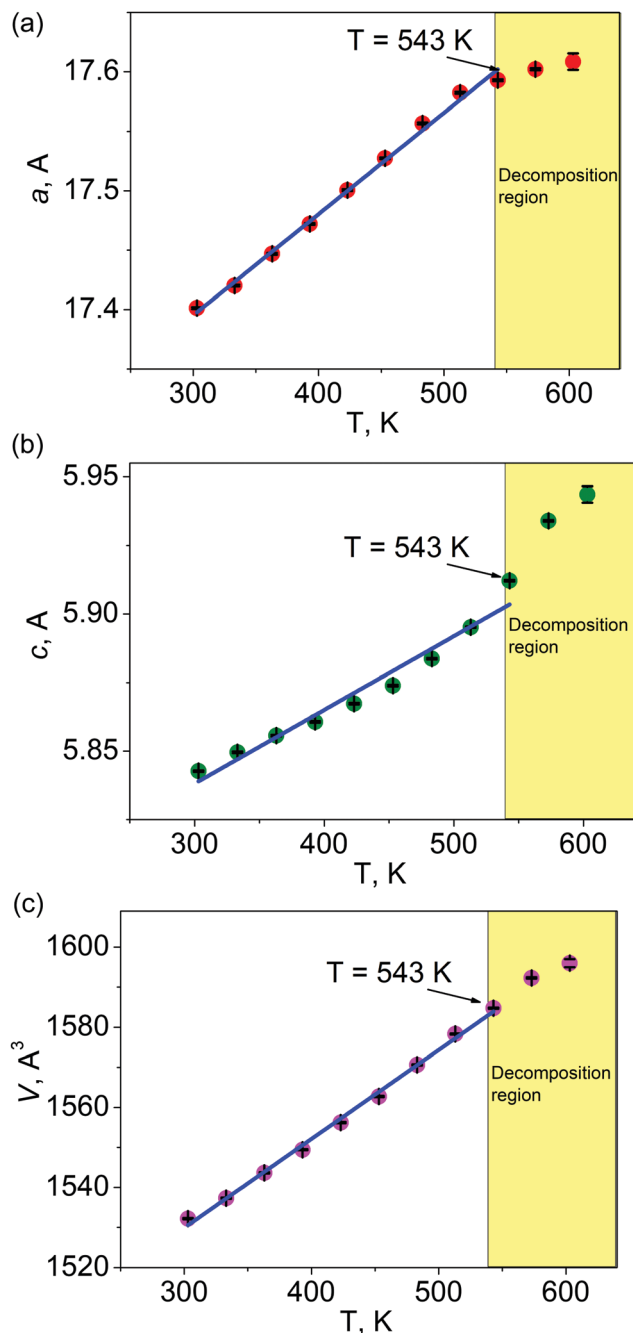 (a)
T = 543 K
17.6
17.5
17.4
a, A
Decomposition
region
300
400
500
600
T, K
(b)
5.95
5.90
5.85
c, A
T = 543 K
Decomposition
region
300
400
500
600
T, K
(c)
1600
1580
1560
1540
1520
V, A³
T = 543 K
Decomposition
region
300
400
500
600
T, K